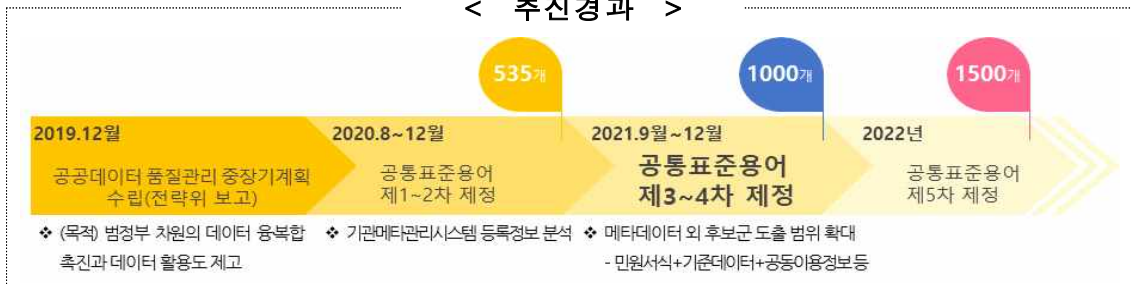 < 추진경과 >
535개
1000개
1500개
2019.12월
2020.8~12월
2021.9월~12월
2022년
공공데이터 품질관리 중장기계획
수립(전략위 보고)
공통표준용어
제1~2차 제정
공통표준용어
제3~4차 제정
공통표준용어
제5차 제정
❖ (목적) 범정부 차원의 데이터 융·복합
촉진과 데이터 활용도 제고
❖ 기관메타관리시스템 등록정보 분석
❖ 메타데이터 외 후보군 도출 범위 확대
- 민원서식+기준데이터+공동이용정보등